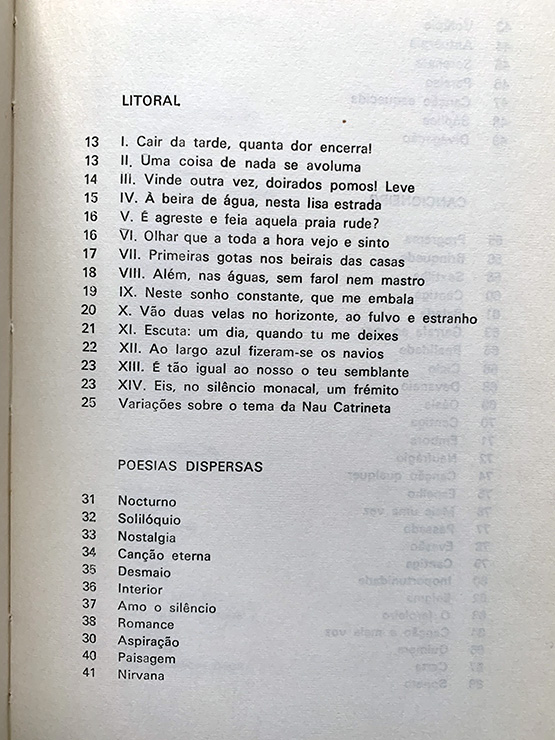 LITORAL
13 I. Cair da tarde, quanta dor encerra!
13 II. Uma coisa de nada se avoluma
14 III. Vinde outra vez, doirados pomos! Leve
15 IV. À beira de água, nesta lisa estrada
16 V. É agreste e feia aquela praia rude?
16 VI. Olhar que a toda a hora vejo e sinto
17 VII. Primeiras gotas nos beirais das casas
18 VIII. Além, nas águas, sem farol nem mastro
19 IX. Neste sonho constante, que me embala
20 X. Vão duas velas no horizonte, ao fulvo e estranho
21 XI. Escuta: um dia, quando tu me deixes
22 XII. Ao largo azul fizeram-se os navios
23 XIII. É tão igual ao nosso o teu semblante
23 XIV. Eis, no silêncio monacal, um frémito
25 Variações sobre o tema da Nau Catrineta
POESIAS DISPERSAS
31 Nocturno
32 Solilóquio
33 Nostalgia
34 Canção eterna
35 Desmaio
36 Interior
37 Amo o silêncio
38 Romance
30 Aspiração
40 Paisagem
41 Nirvana